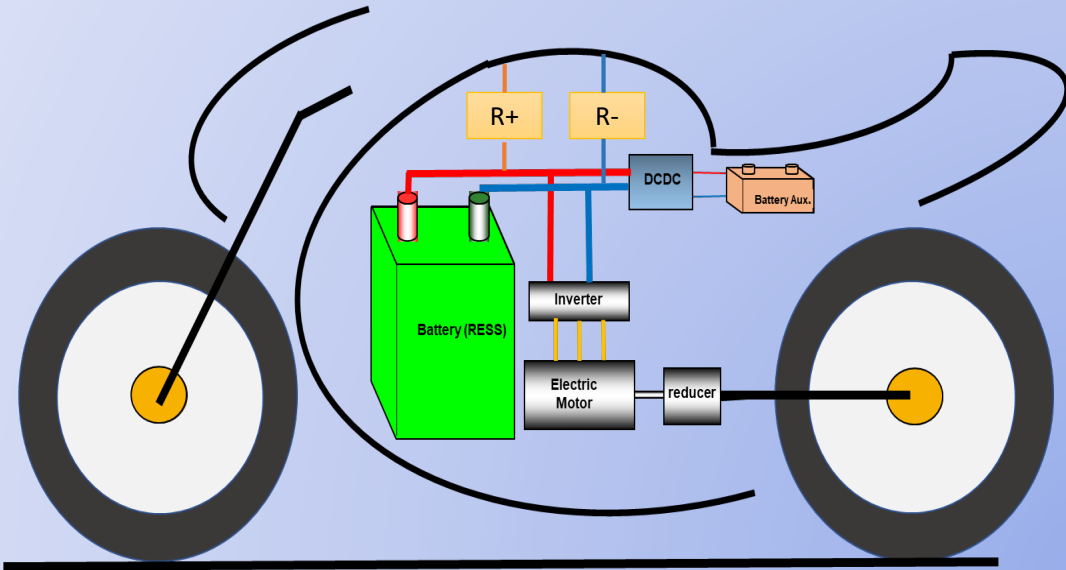 R+
R-
DCDC
Battery Aux.
Inverter
Battery (RESS)
Electric
Motor
reducer